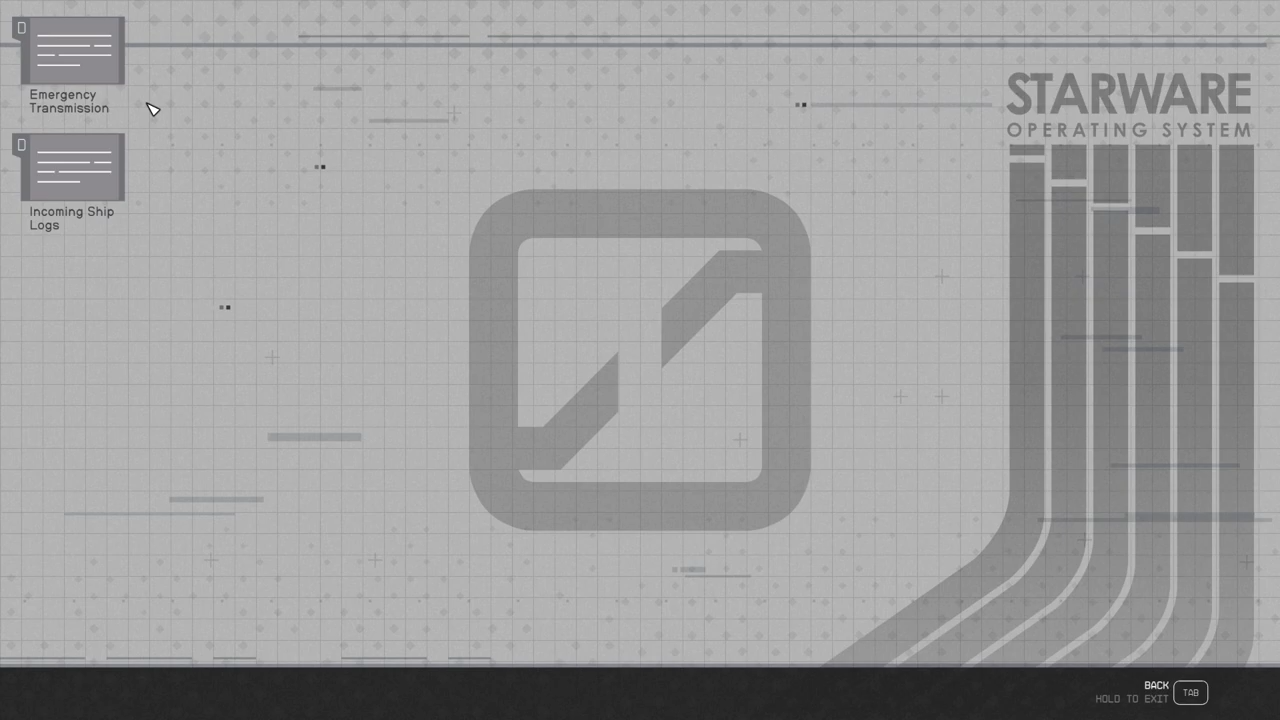 D
Emergency
Transmission
D
Incoming Ship
Logs
STARWARE
OPERATING SYSTEM
BACK
HOLD TO EXIT
TAB